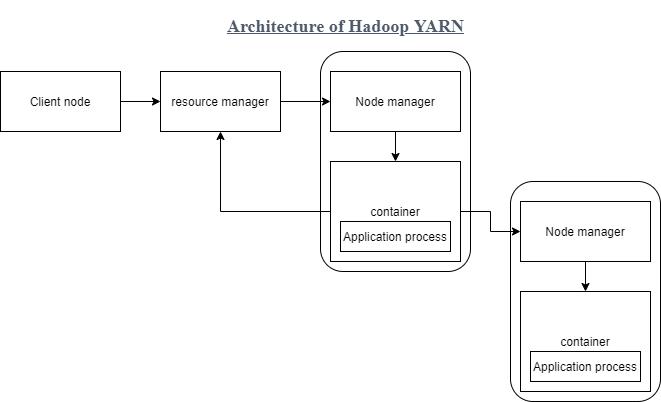 Architecture of Hadoop YARN
Client node
resource manager
Node manager
container
Application process
Node manager
container
Application process